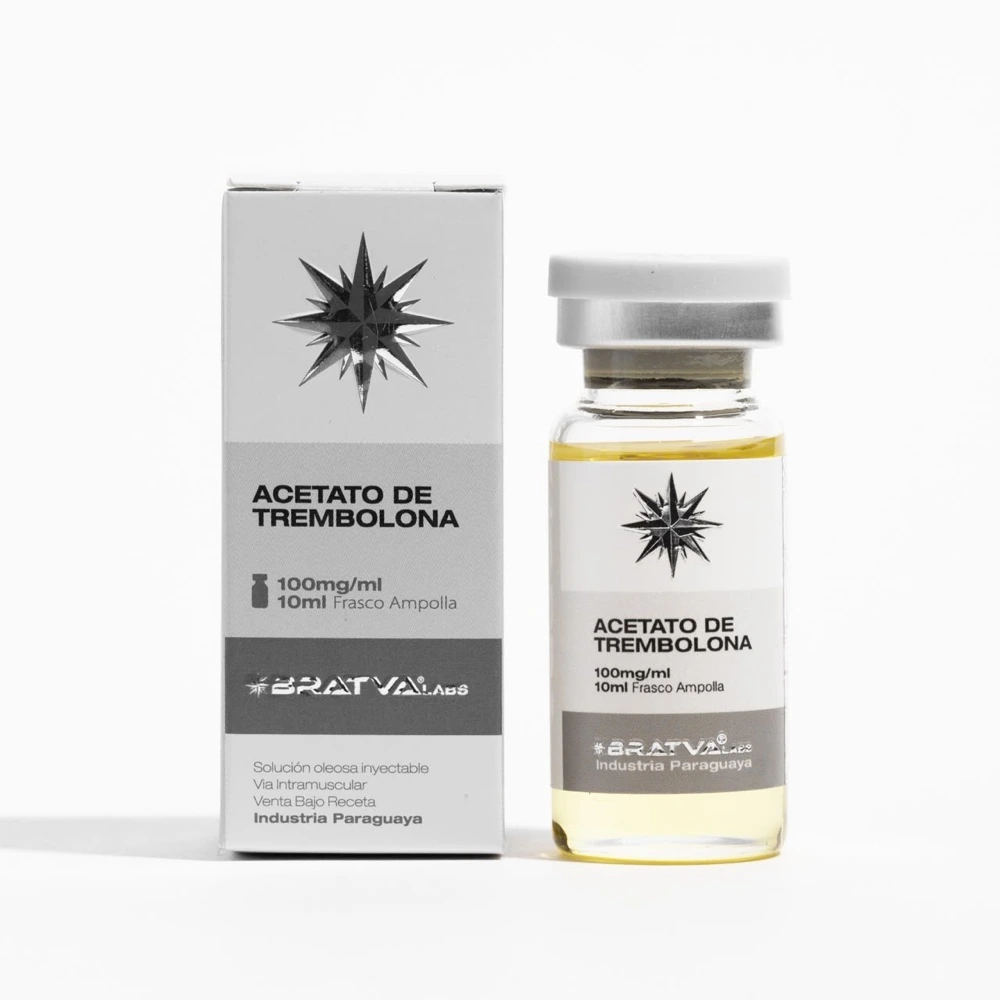 ACETATO DE
TREMBOLONA
100mg/ml
10ml Frasco Ampolla
BRATVA® LABS
Solución oleosa inyectable
Via Intramuscular
Venta Bajo Receta
Industria Paraguaya
ACETATO DE
TREMBOLONA
100mg/ml
10ml Frasco Ampolla
BRATVA® LABS
Industria Paraguaya